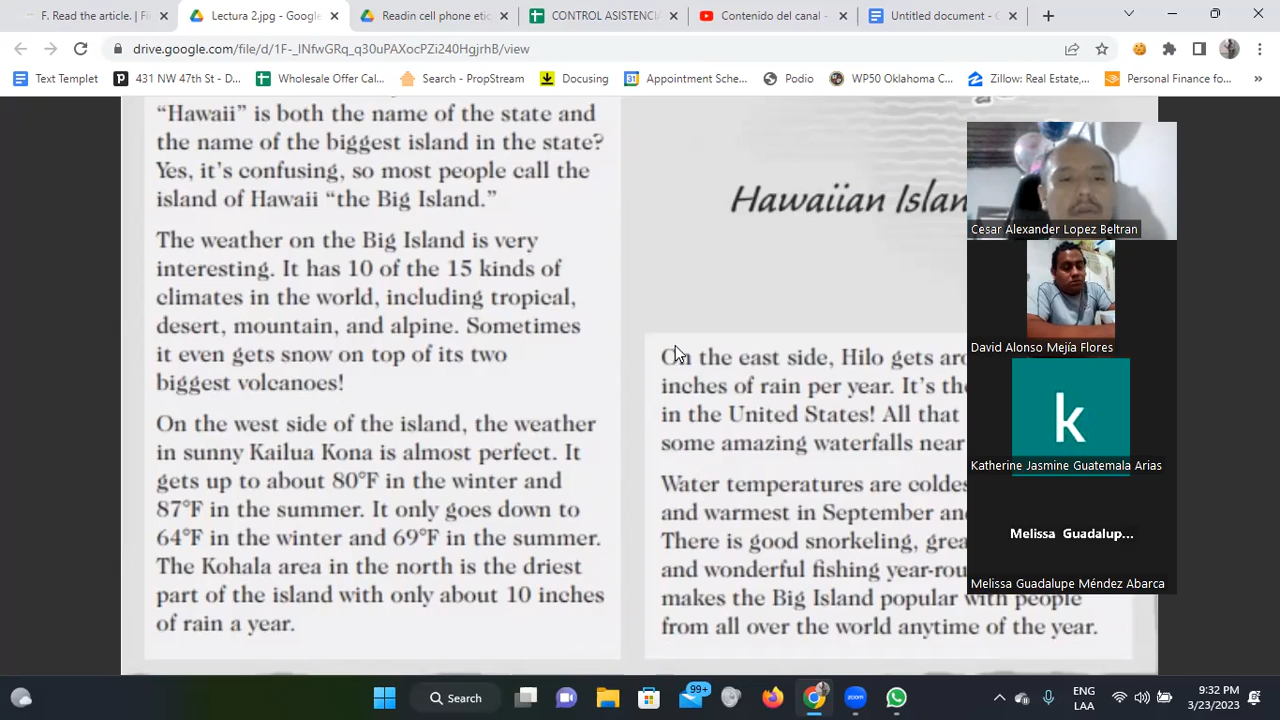 F. Read the article. | Fi
Lectura 2.jpg - Google
Readin cell phone etic
CONTROL ASISTENCIA
Contenido del canal -
Untitled document - G
drive.google.com/file/d/1F-_lNfwGRq_q30uPAXocPZi240HgjrhB/view
Text Templet
431 NW 47th St - D...
Wholesale Offer Cal...
Search - PropStream
Docusing
Appointment Sche...
Podio
WP50 Oklahoma C...
Zillow: Real Estate,...
Personal Finance fo...
»
“Hawaii” is both the name of the state and
the name of the biggest island in the state?
Yes, it’s confusing, so most people call the
island of Hawaii “the Big Island.”
The weather on the Big Island is very
interesting. It has 10 of the 15 kinds of
climates in the world, including tropical,
desert, mountain, and alpine. Sometimes
it even gets snow on top of its two
biggest volcanoes!
On the west side of the island, the weather
in sunny Kailua Kona is almost perfect. It
gets up to about 80°F in the winter and
87°F in the summer. It only goes down to
64°F in the winter and 69°F in the summer.
The Kohala area in the north is the driest
part of the island with only about 10 inches
of rain a year.
Hawaiian Islan
On the east side, Hilo gets aro
inches of rain per year. It’s the
in the United States! All that
some amazing waterfalls near
Water temperatures are coldes
and warmest in September an
There is good snorkeling, grea
and wonderful fishing year-rou
makes the Big Island popular with people
from all over the world anytime of the year.
Cesar Alexander Lopez Beltran
David Alonso Mejía Flores
k
Katherine Jasmine Guatemala Arias
Melissa Guadalup...
Melissa Guadalupe Méndez Abarca
Search
99+
ENG
LAA
9:32 PM
3/23/2023